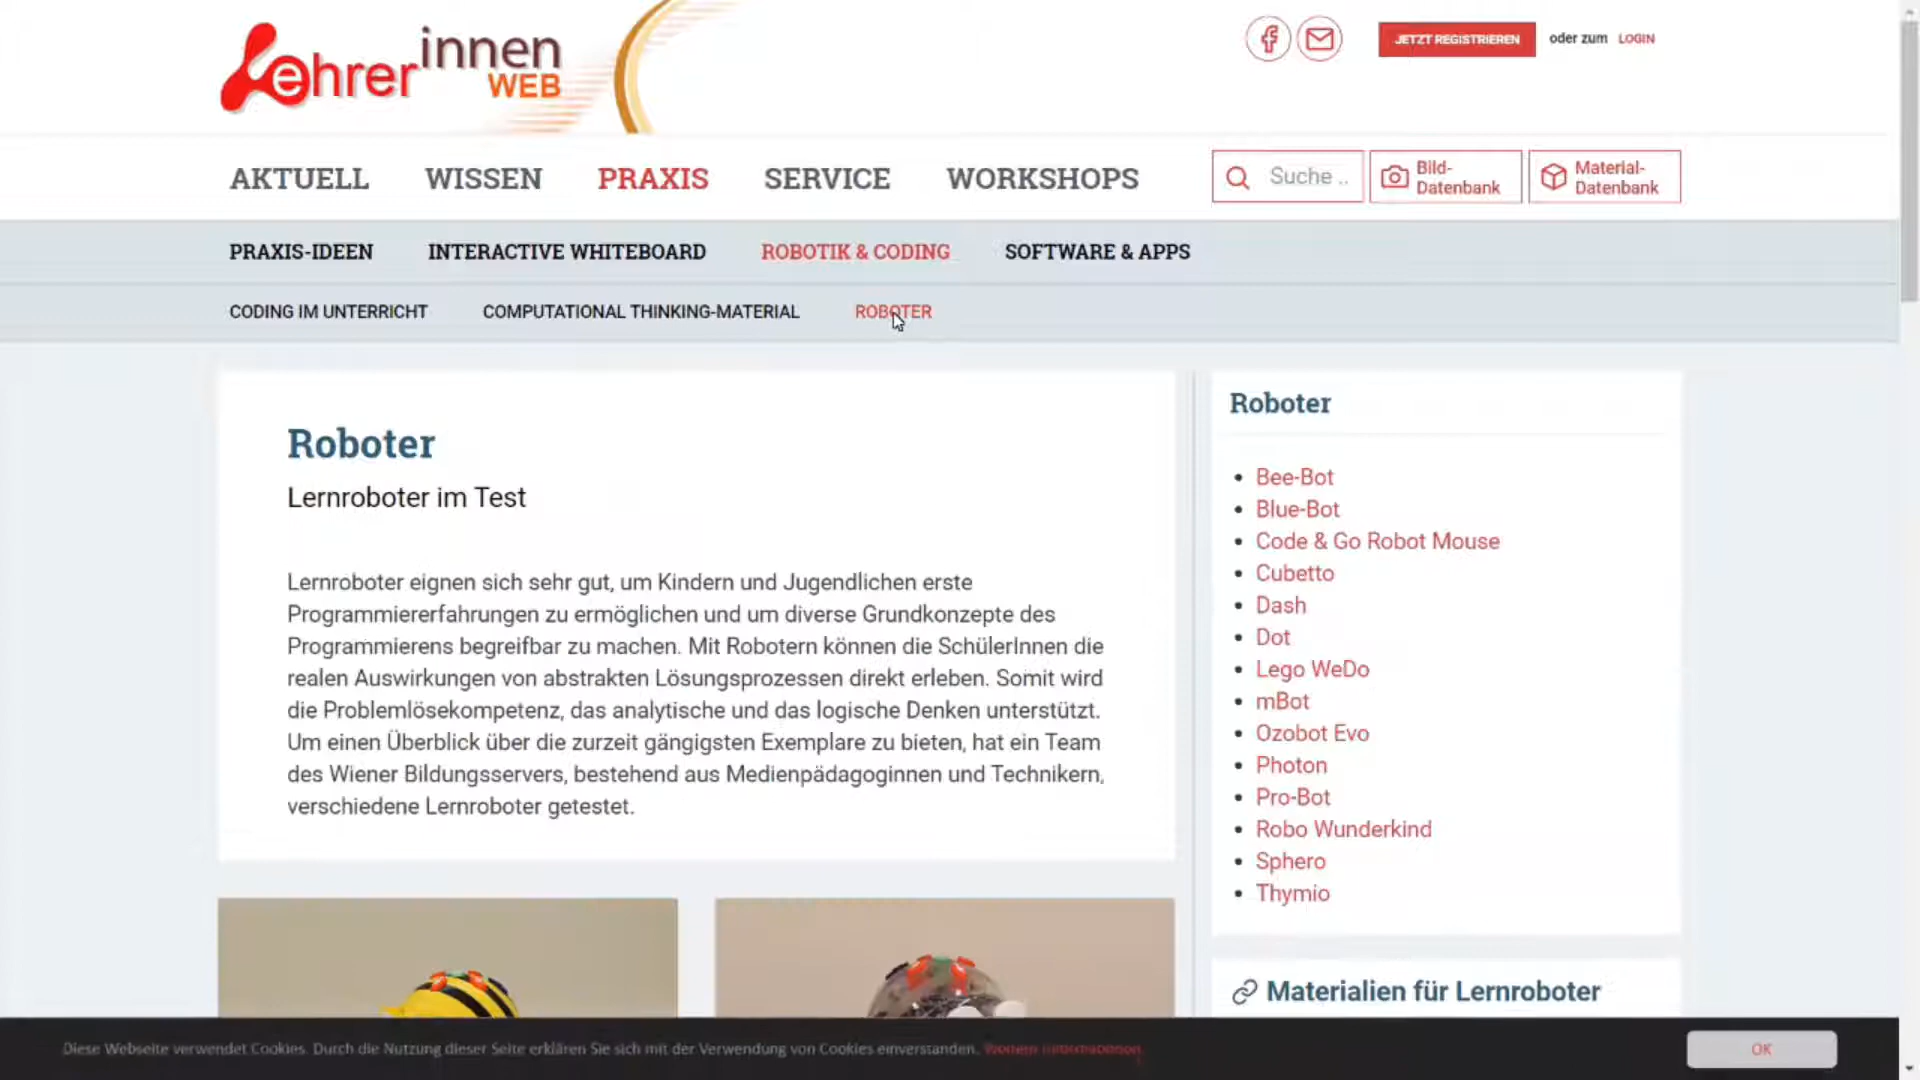 Lehrerinnen
WEB
JETZT REGISTRIEREN oder zum LOGIN
AKTUELL WISSEN PRAXIS SERVICE WORKSHOPS
Suche ..
Bild-
Datenbank
Material-
Datenbank
PRAXIS-IDEEN INTERACTIVE WHITEBOARD ROBOTIK & CODING SOFTWARE & APPS
CODING IM UNTERRICHT COMPUTATIONAL THINKING-MATERIAL ROBOTER
Roboter
Lernroboter im Test
Lernroboter eignen sich sehr gut, um Kindern und Jugendlichen erste
Programmiererfahrungen zu ermöglichen und um diverse Grundkonzepte des
Programmierens begreifbar zu machen. Mit Robotern können die SchülerInnen die
realen Auswirkungen von abstrakten Lösungsprozessen direkt erleben. Somit wird
die Problemlösekompetenz, das analytische und das logische Denken unterstützt.
Um einen Überblick über die zurzeit gängigsten Exemplare zu bieten, hat ein Team
des Wiener Bildungsservers, bestehend aus Medienpädagoginnen und Technikern,
verschiedene Lernroboter getestet.
Roboter
Bee-Bot
Blue-Bot
Code & Go Robot Mouse
Cubetto
Dash
Dot
Lego WeDo
mBot
Ozobot Evo
Photon
Pro-Bot
Robo Wunderkind
Sphero
Thymio
Materialien für Lernroboter
Diese Webseite verwendet Cookies. Durch die Nutzung dieser Seite erklären Sie sich mit der Verwendung von Cookies einverstanden.
OK